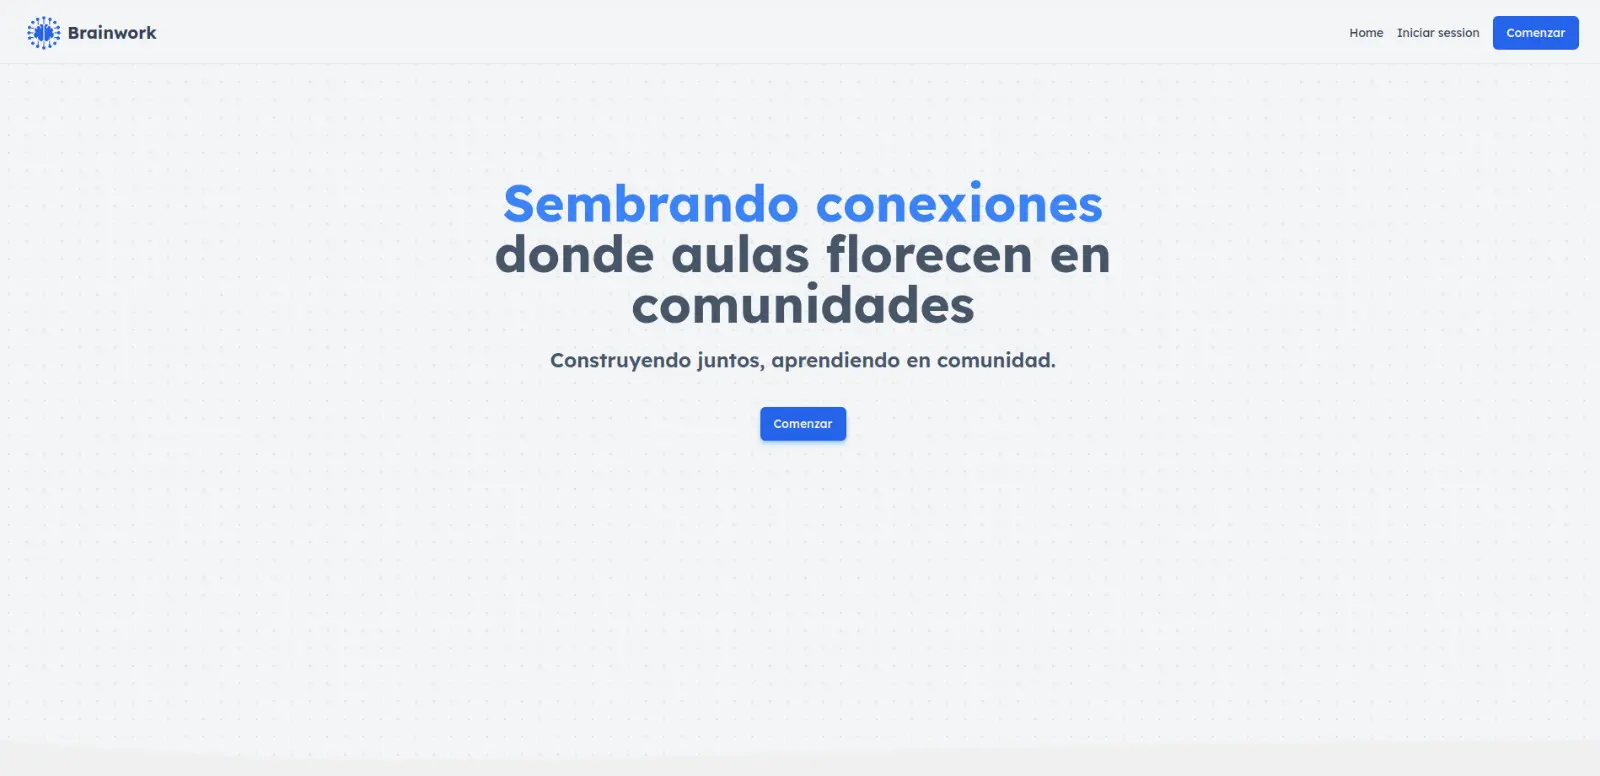 Brainwork
Home
Iniciar session
Comenzar
Sembrando conexiones
donde aulas florecen en
comunidades
Construyendo juntos, aprendiendo en comunidad.
Comenzar